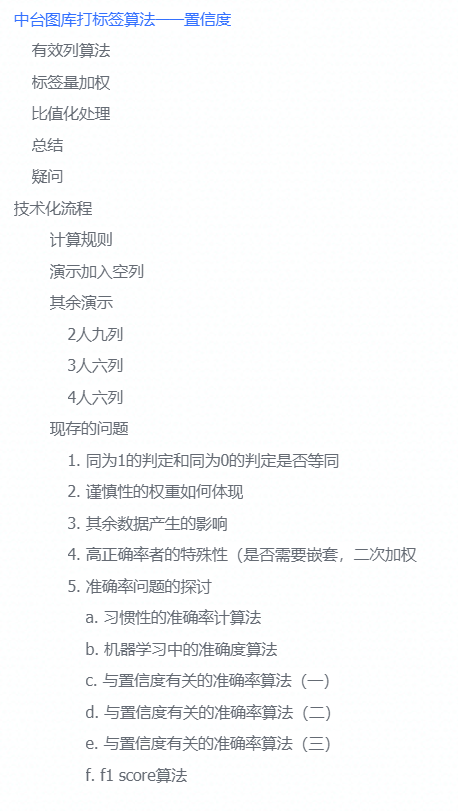 中台图库打标签算法——置信度
有效列算法
标签量加权
比值化处理
总结
疑问
技术化流程
计算规则
演示加入空列
其余演示
2人九列
3人六列
4人六列
现存的问题
1. 同为1的判定和同为0的判定是否等同
2. 谨慎性的权重如何体现
3. 其余数据产生的影响
4. 高正确率者的特殊性（是否需要嵌套，二次加权
5. 准确率问题的探讨
a. 习惯性的准确率计算法
b. 机器学习中的准确度算法
c. 与置信度有关的准确率算法（一）
d. 与置信度有关的准确率算法（二）
e. 与置信度有关的准确率算法（三）
f. f1 score算法